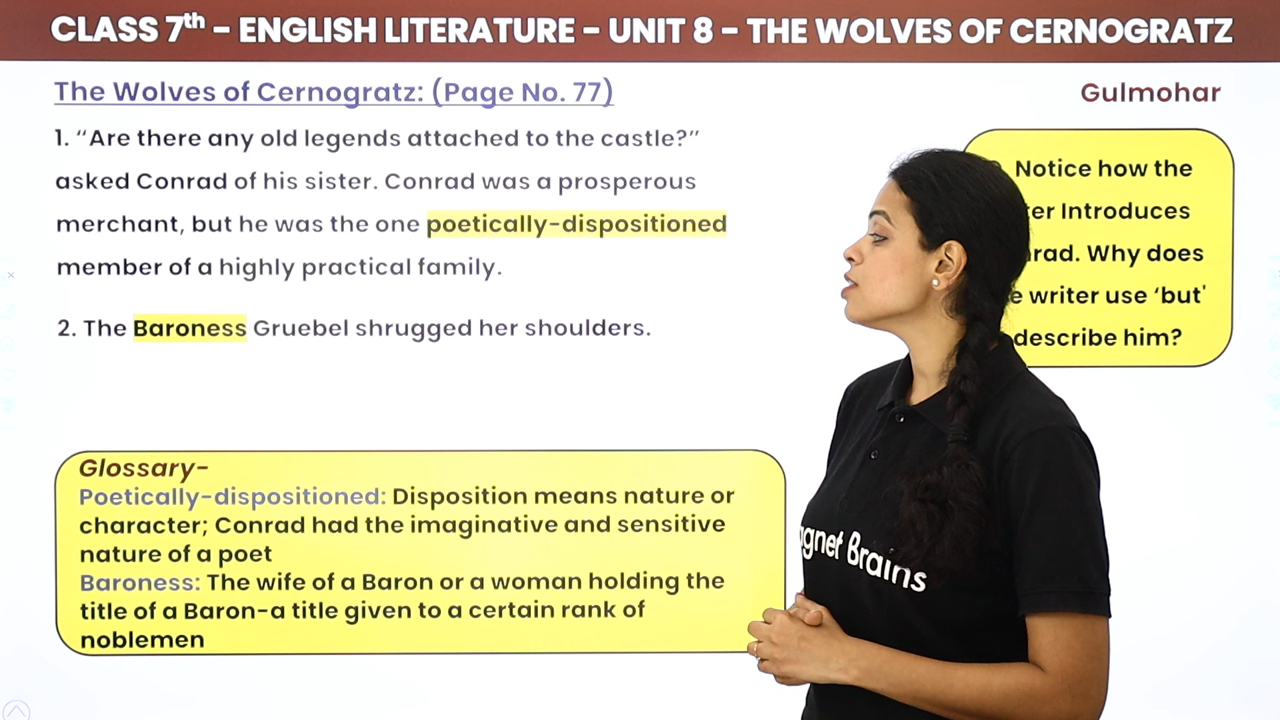 CLASS 7th – ENGLISH LITERATURE – UNIT 8 – THE WOLVES OF CERNOGRATZ
The Wolves of Cernogratz: (Page No. 77)
Gulmohar
1. “Are there any old legends attached to the castle?”
asked Conrad of his sister. Conrad was a prosperous
merchant, but he was the one poetically-dispositioned
member of a highly practical family.
2. The Baroness Gruebel shrugged her shoulders.
Notice how the
Introduces
Why does
writer use ‘but'
describe him?
Glossary-
Poetically-dispositioned: Disposition means nature or
character; Conrad had the imaginative and sensitive
nature of a poet
Baroness: The wife of a Baron or a woman holding the
title of a Baron-a title given to a certain rank of
noblemen
Brains